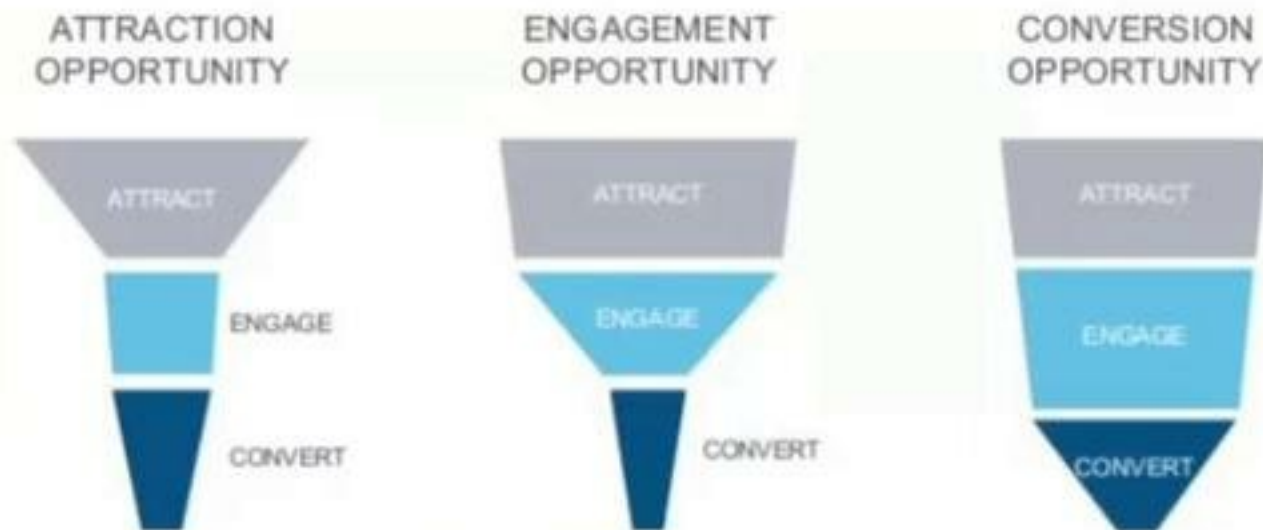 ATTRACTION
OPPORTUNITY
ATTRACT
ENGAGE
CONVERT
ENGAGEMENT
OPPORTUNITY
ATTRACT
ENGAGE
CONVERT
CONVERSION
OPPORTUNITY
ATTRACT
ENGAGE
CONVERT